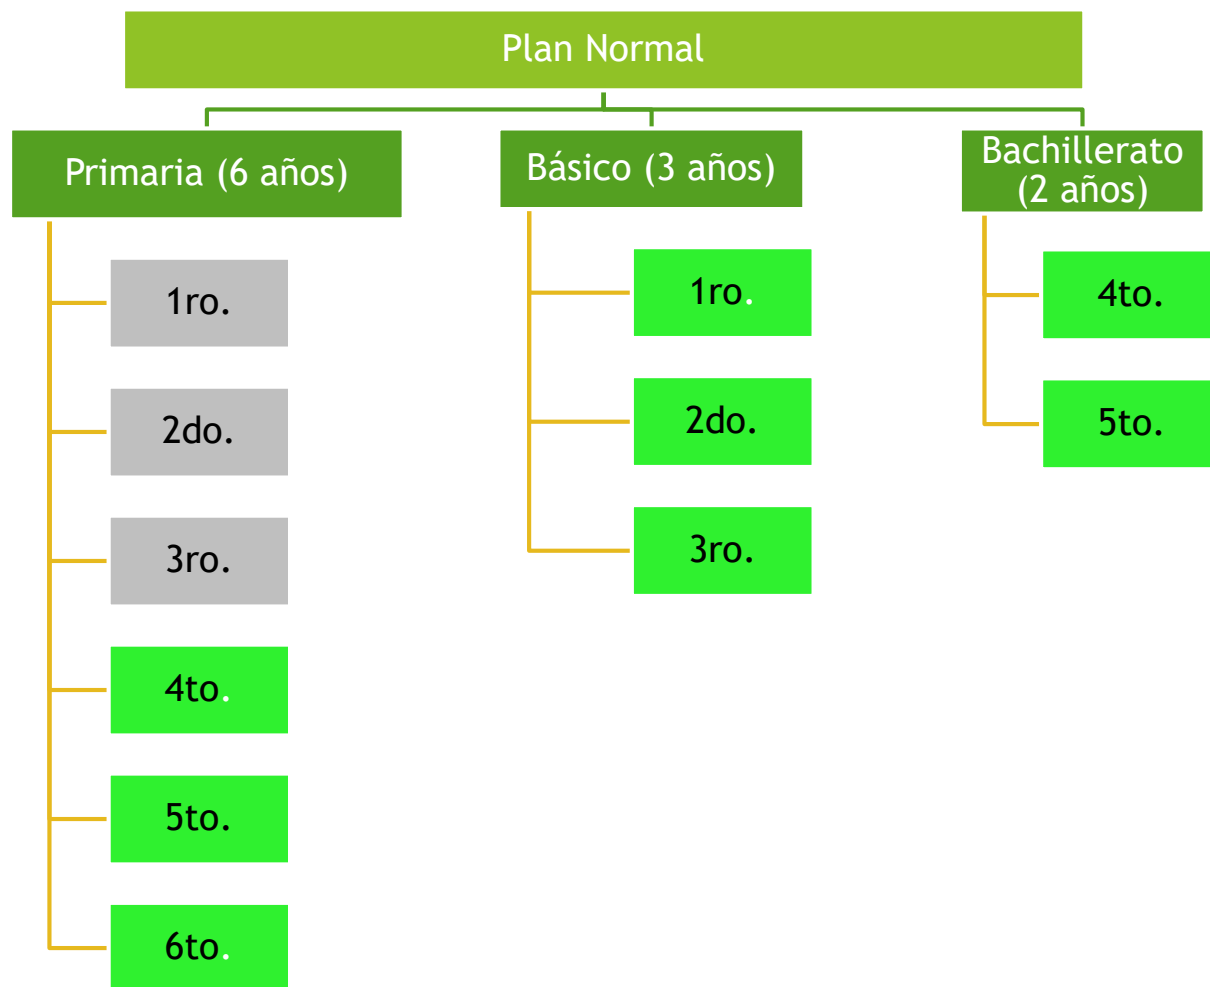 Plan Normal
Primaria (6 años)
1ro.
2do.
3ro.
4to.
5to.
6to.
Básico (3 años)
1ro.
2do.
3ro.
Bachillerato
(2 años)
4to.
5to.